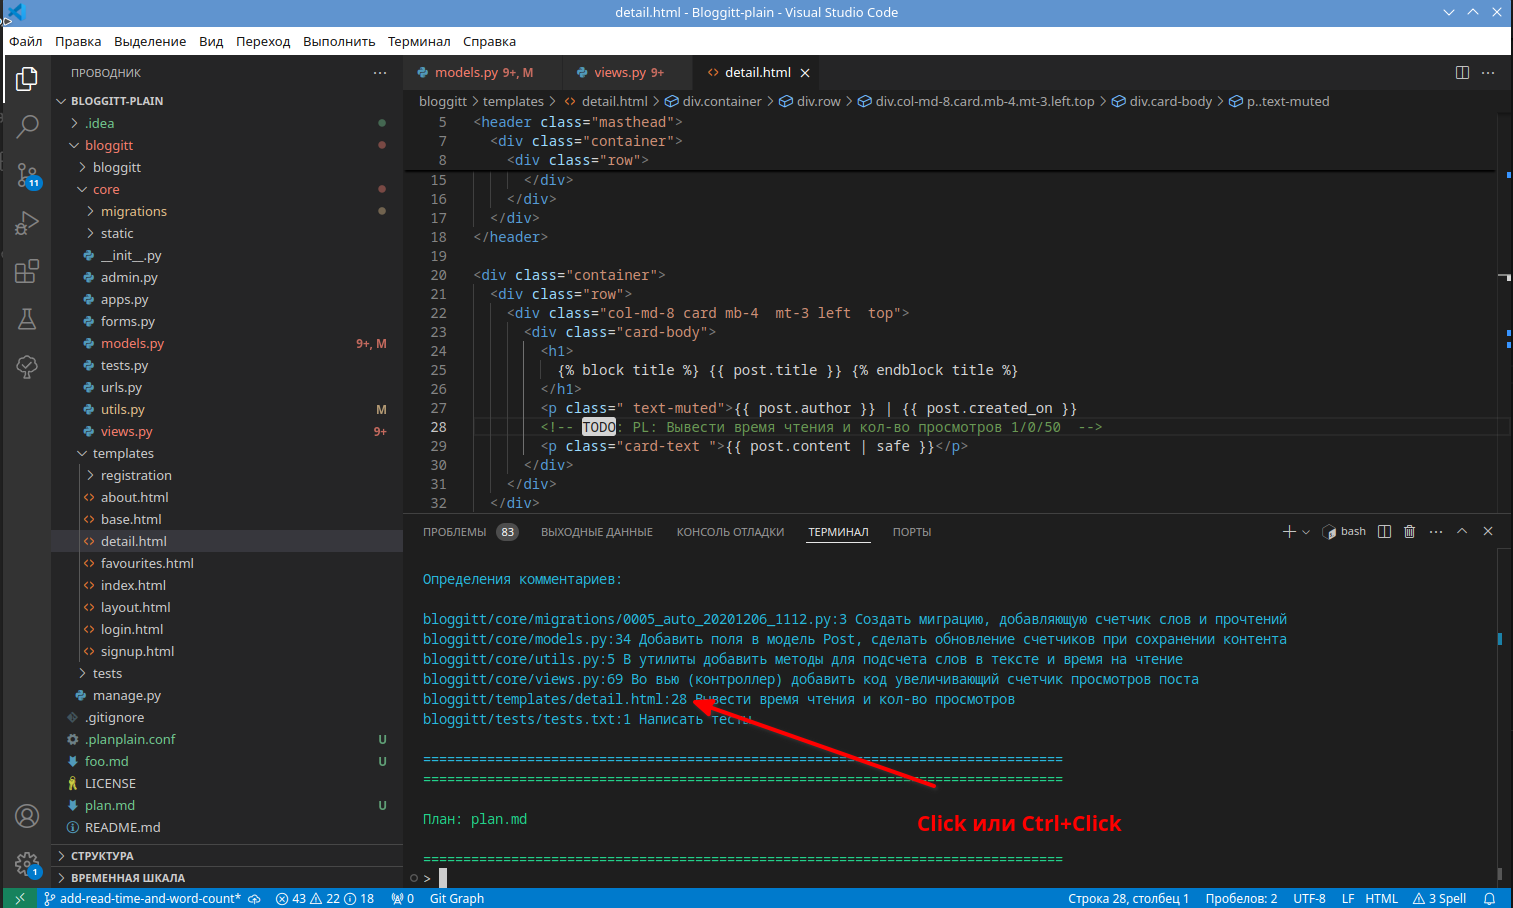 detail.html - Bloggitt-plain - Visual Studio Code
Файл Правка Выделение Вид Переход Выполнить Терминал Справка
ПРОВОДНИК
BLOGGITT-PLAIN
.idea
bloggitt
bloggitt
core
migrations
static
__init__.py
admin.py
apps.py
forms.py
models.py 9+, M
tests.py
urls.py
utils.py M
views.py 9+
templates
registration
about.html
base.html
detail.html
favourites.html
index.html
layout.html
login.html
signup.html
tests
manage.py
.gitignore
.planplain.conf U
foo.md U
LICENSE
plan.md U
README.md
СТРУКТУРА
ВРЕМЕННАЯ ШКАЛА
11
1
models.py 9+, M views.py 9+ detail.html
bloggitt > templates > detail.html > div.container > div.row > div.col-md-8.card.mb-4.mt-3.left.top > div.card-body > p..text-muted
5 <header class="masthead">
7 <div class="container">
8 <div class="row">
15 </div>
16 </div>
17 </div>
18 </header>
19
20 <div class="container">
21 <div class="row">
22 <div class="col-md-8 card mb-4  mt-3 left  top">
23 <div class="card-body">
24 <h1>
25 {% block title %} {{ post.title }} {% endblock title %}
26 </h1>
27 <p class=" text-muted">{{ post.author }} | {{ post.created_on }}
28 <!-- TODO: PL: Вывести время чтения и кол-во просмотров 1/0/50  -->
29 <p class="card-text ">{{ post.content | safe }}</p>
30 </div>
31 </div>
32 </div>
ПРОБЛЕМЫ 83 ВЫХОДНЫЕ ДАННЫЕ КОНСОЛЬ ОТЛАДКИ ТЕРМИНАЛ ПОРТЫ
bash
Определения комментариев:
bloggitt/core/migrations/0005_auto_20201206_1112.py:3 Создать миграцию, добавляющую счетчик слов и прочтений
bloggitt/core/models.py:34 Добавить поля в модель Post, сделать обновление счетчиков при сохранении контента
bloggitt/core/utils.py:5 В утилиты добавить методы для подсчета слов в тексте и время на чтение
bloggitt/core/views.py:69 Во вью (контроллер) добавить код увеличивающий счетчик просмотров поста
bloggitt/templates/detail.html:28 Вывести время чтения и кол-во просмотров
bloggitt/tests/tests.txt:1 Написать тесты
================================================================================
================================================================================
План: plan.md
Click или Ctrl+Click
================================================================================
>
add-read-time-and-word-count* 43 22 18 0 Git Graph Строка 28, столбец 1 Пробелов: 2 UTF-8 LF HTML 3 Spell